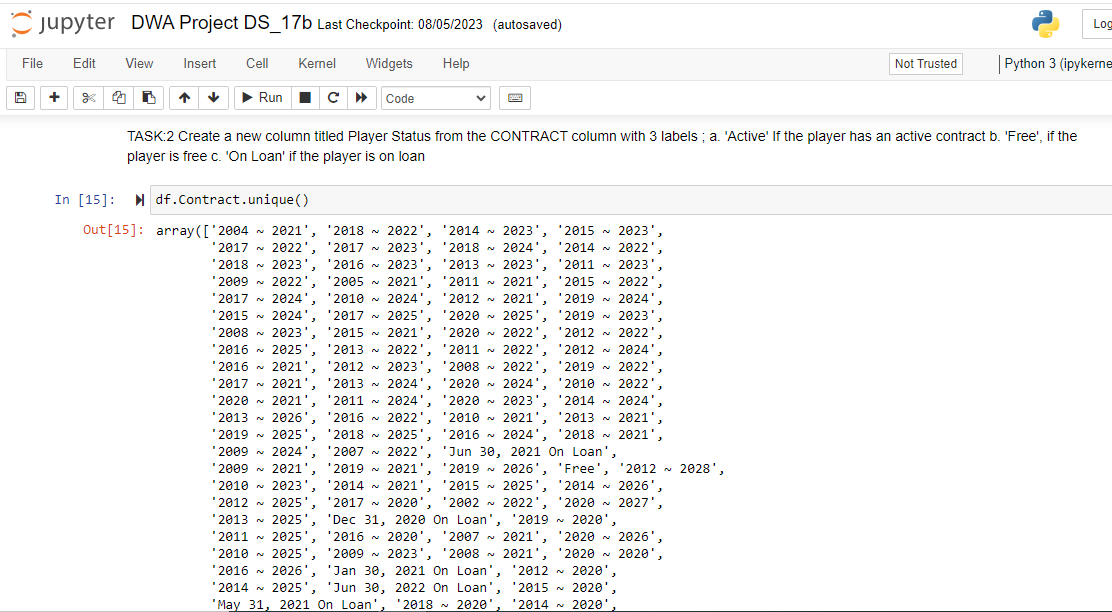 jupyter DWA Project DS_17b Last Checkpoint: 08/05/2023 (autosaved)
File Edit View Insert Cell Kernel Widgets Help Not Trusted Python 3 (ipykerne
Run Code
TASK:2 Create a new column titled Player Status from the CONTRACT column with 3 labels ; a. 'Active' If the player has an active contract b. 'Free', if the
player is free c. 'On Loan' if the player is on loan
In [15]: df.Contract.unique()
Out[15]: array(['2004 ~ 2021', '2018 ~ 2022', '2014 ~ 2023', '2015 ~ 2023',
'2017 ~ 2022', '2017 ~ 2023', '2018 ~ 2024', '2014 ~ 2022',
'2018 ~ 2023', '2016 ~ 2023', '2013 ~ 2023', '2011 ~ 2023',
'2009 ~ 2022', '2005 ~ 2021', '2011 ~ 2021', '2015 ~ 2022',
'2017 ~ 2024', '2010 ~ 2024', '2012 ~ 2021', '2019 ~ 2024',
'2015 ~ 2024', '2017 ~ 2025', '2020 ~ 2025', '2019 ~ 2023',
'2008 ~ 2023', '2015 ~ 2021', '2020 ~ 2022', '2012 ~ 2022',
'2016 ~ 2025', '2013 ~ 2022', '2011 ~ 2022', '2012 ~ 2024',
'2016 ~ 2021', '2012 ~ 2023', '2008 ~ 2022', '2019 ~ 2022',
'2017 ~ 2021', '2013 ~ 2024', '2020 ~ 2024', '2010 ~ 2022',
'2020 ~ 2021', '2011 ~ 2024', '2020 ~ 2023', '2014 ~ 2024',
'2013 ~ 2026', '2016 ~ 2022', '2010 ~ 2021', '2013 ~ 2021',
'2019 ~ 2025', '2018 ~ 2025', '2016 ~ 2024', '2018 ~ 2021',
'2009 ~ 2024', '2007 ~ 2022', 'Jun 30, 2021 On Loan',
'2009 ~ 2021', '2019 ~ 2021', '2019 ~ 2026', 'Free', '2012 ~ 2028',
'2010 ~ 2023', '2014 ~ 2021', '2015 ~ 2025', '2014 ~ 2026',
'2012 ~ 2025', '2017 ~ 2020', '2002 ~ 2022', '2020 ~ 2027',
'2013 ~ 2025', 'Dec 31, 2020 On Loan', '2019 ~ 2020',
'2011 ~ 2025', '2016 ~ 2020', '2007 ~ 2021', '2020 ~ 2026',
'2010 ~ 2025', '2009 ~ 2023', '2008 ~ 2021', '2020 ~ 2020',
'2016 ~ 2026', 'Jan 30, 2021 On Loan', '2012 ~ 2020',
'2014 ~ 2025', 'Jun 30, 2022 On Loan', '2015 ~ 2020',
'May 31, 2021 On Loan', '2018 ~ 2020', '2014 ~ 2020',